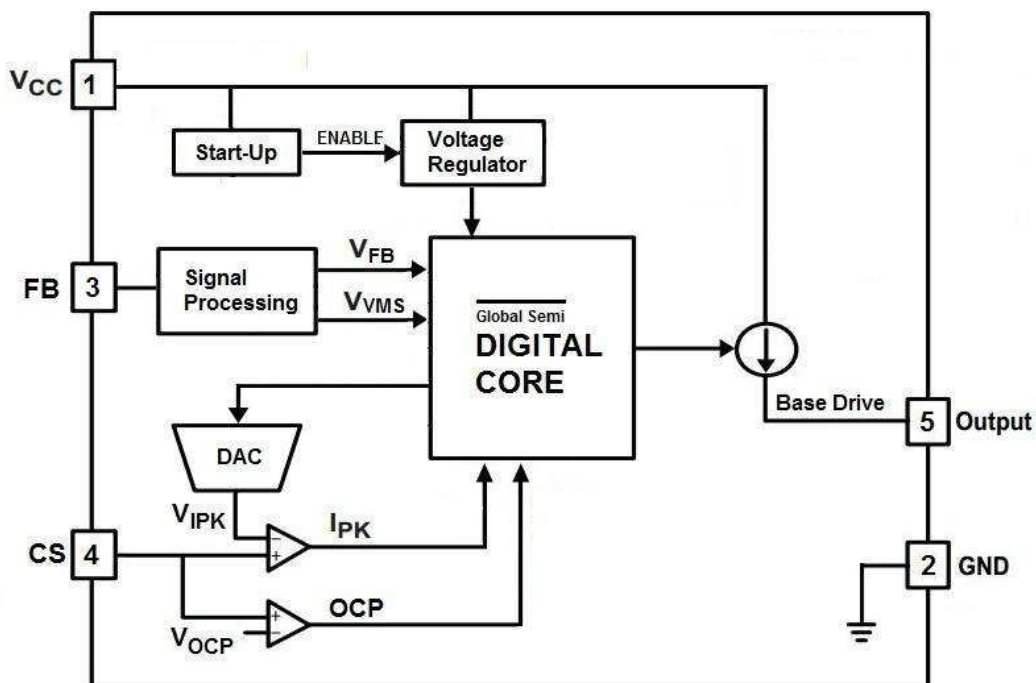 VCC
1
Start-Up
ENABLE
Voltage
Regulator
FB
3
Signal
Processing
VFB
VVMS
Global Semi
DIGITAL
CORE
Base Drive
5
Output
DAC
VIPK
−
+
IPK
CS
4
2
GND
OCP
+
−
VOCP